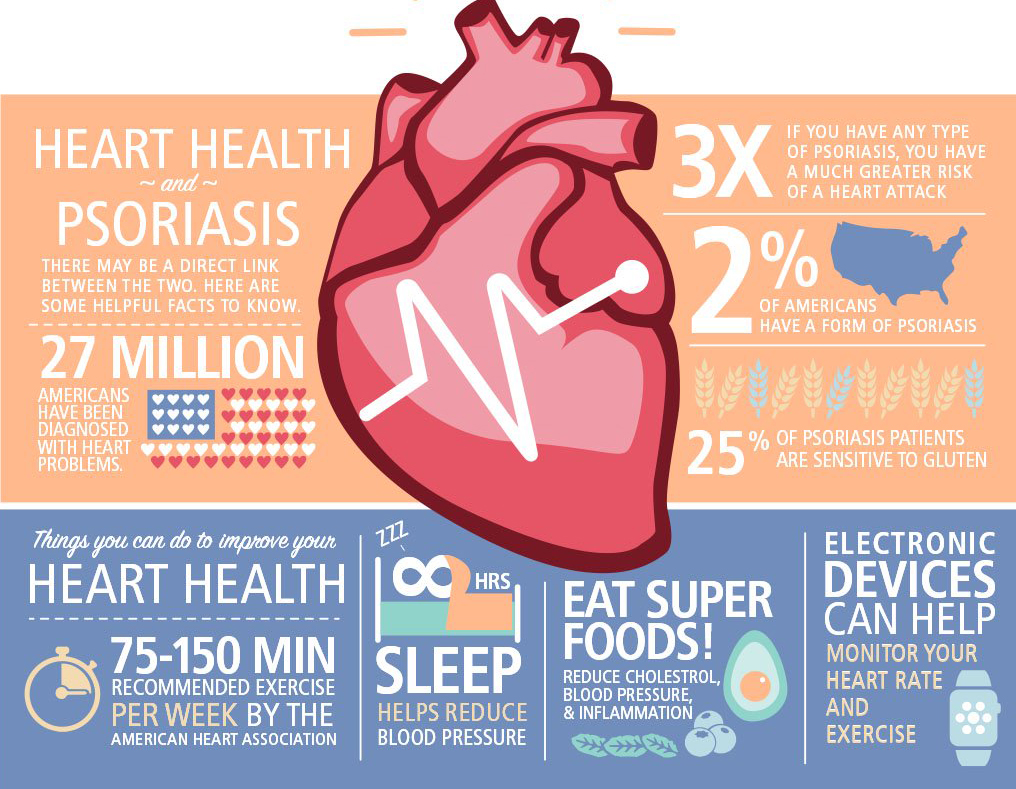 HEART HEALTH
~ and ~
PSORIASIS
THERE MAY BE A DIRECT LINK
BETWEEN THE TWO. HERE ARE
SOME HELPFUL FACTS TO KNOW.
27 MILLION
AMERICANS
HAVE BEEN
DIAGNOSED
WITH HEART
PROBLEMS.
3X
IF YOU HAVE ANY TYPE
OF PSORIASIS, YOU HAVE
A MUCH GREATER RISK
OF A HEART ATTACK
2%
OF AMERICANS
HAVE A FORM OF PSORIASIS
25%
OF PSORIASIS PATIENTS
ARE SENSITIVE TO GLUTEN
Things you can do to improve your
HEART HEALTH
75-150 MIN
RECOMMENDED EXERCISE
PER WEEK BY THE
AMERICAN HEART ASSOCIATION
ZZZ
8 HRS
SLEEP
HELPS REDUCE
BLOOD PRESSURE
EAT SUPER
FOODS!
REDUCE CHOLESTROL,
BLOOD PRESSURE,
& INFLAMMATION
ELECTRONIC
DEVICES
CAN HELP
MONITOR YOUR
HEART RATE
AND
EXERCISE